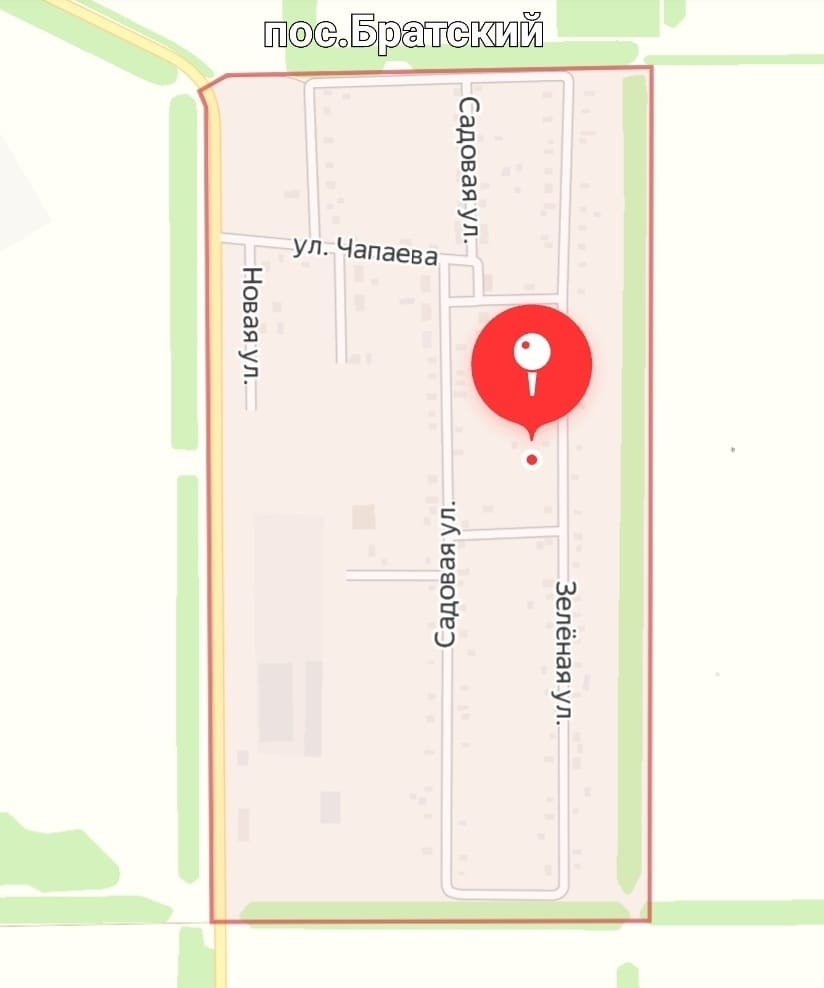 пос.Братский
Садовая ул.
ул. Чапаева
Новая ул.
Садовая ул.
Зелёная ул.